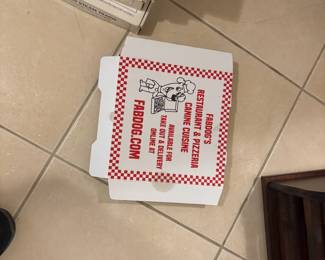 FABDOG'S
RESTAURANT & PIZZERIA
CANINE CUISINE
AVAILABLE FOR
TAKE OUT & DELIVERY
ONLINE AT
FABDOG.COM